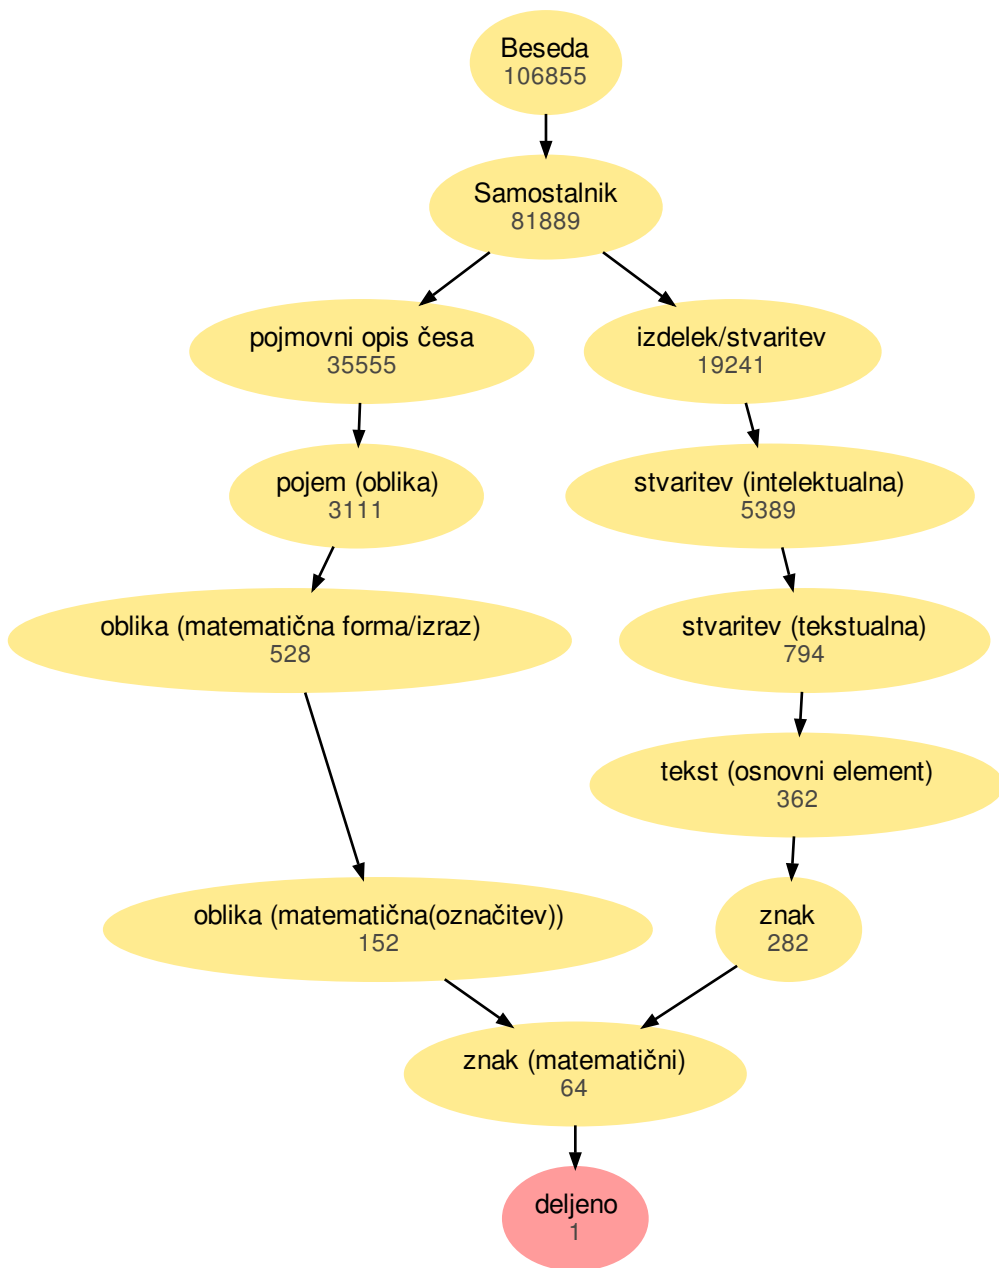 Beseda
106855
Samostalnik
81889
pojmovni opis česa
35555
izdelek/stvaritev
19241
pojem (oblika)
3111
stvaritev (intelektualna)
5389
oblika (matematična forma/izraz)
528
stvaritev (tekstualna)
794
tekst (osnovni element)
362
oblika (matematična(označitev))
152
znak
282
znak (matematični)
64
deljeno
1